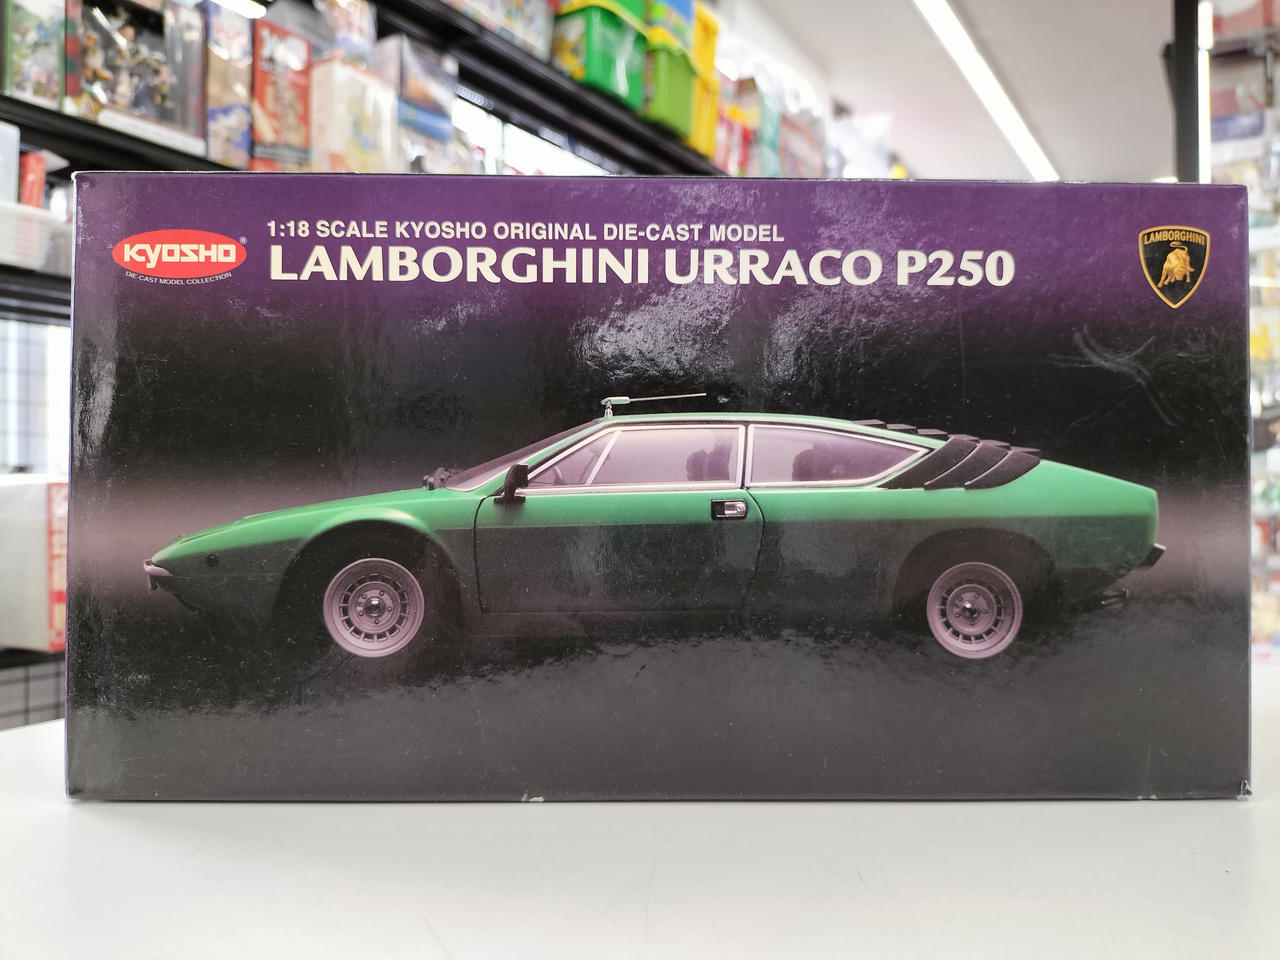 KYOSHO®
DIE-CAST MODEL COLLECTION
1:18 SCALE KYOSHO ORIGINAL DIE-CAST MODEL
LAMBORGHINI URRACO P250
LAMBORGHINI